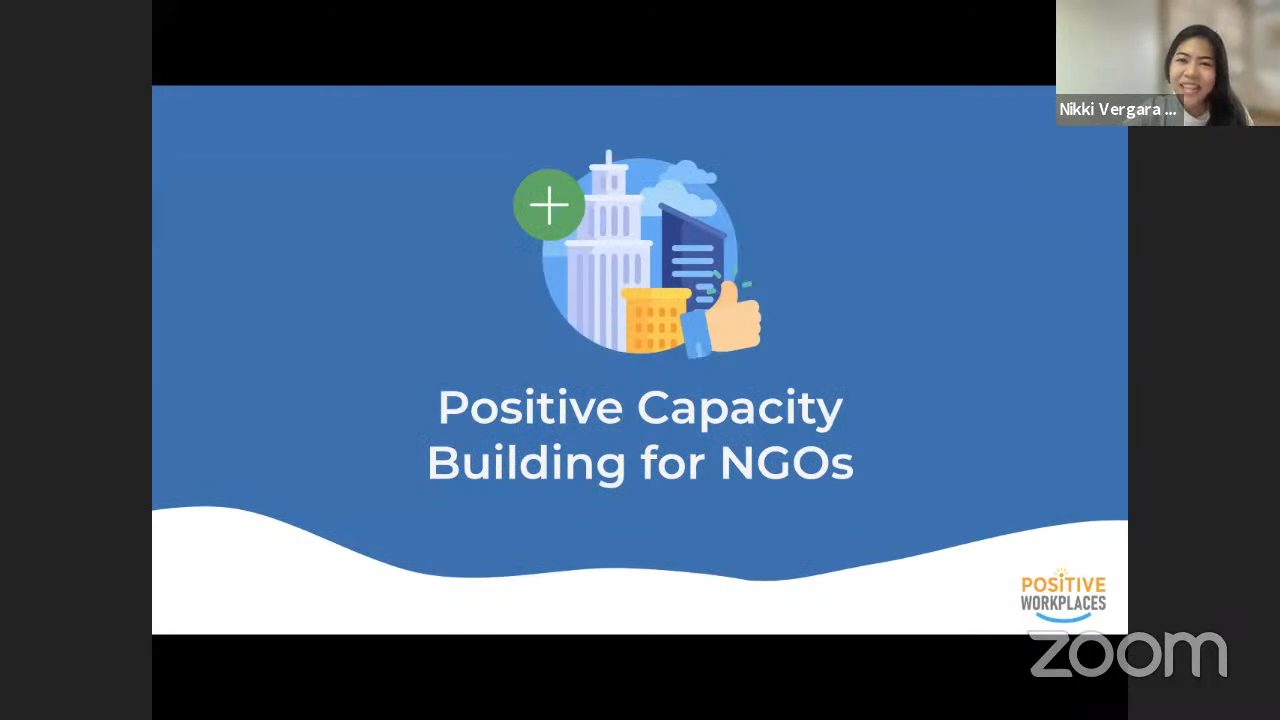 Nikki Vergara ...
Positive Capacity
Building for NGOs
POSITIVE
WORKPLACES
zoom